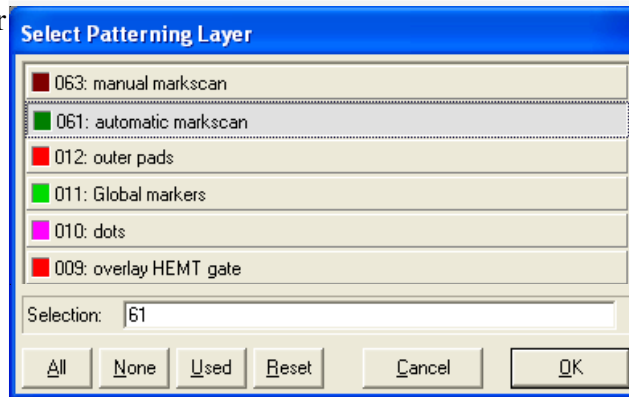 r
Select Patterning Layer
063: manual markscan
061: automatic markscan
012: outer pads
011: Global markers
010: dots
009: overlay HEMT gate
Selection: 61
All None Used Reset Cancel OK